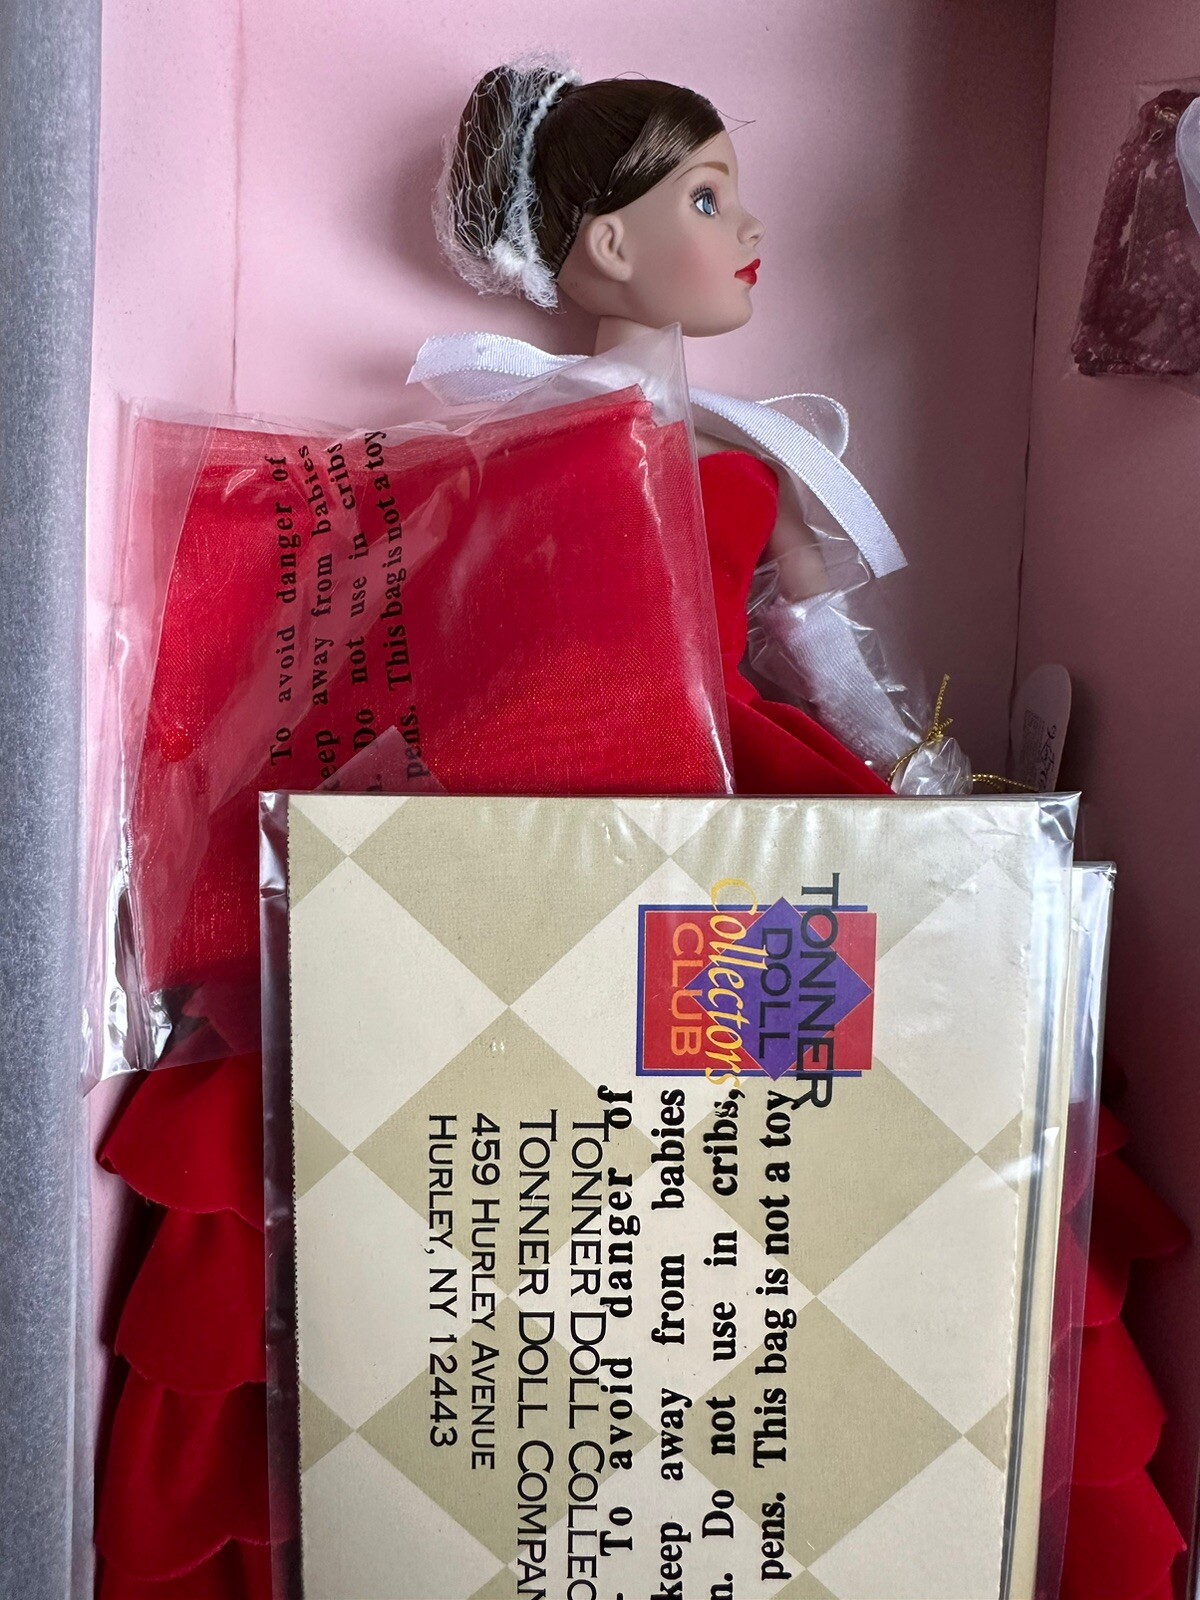 To avoid danger of
eep away from babies
Do not use in cribs
pens. This bag is not a toy
TONNER
DOLL
Collectors
CLUB
TONNER DOLL COLLEC
TONNER DOLL COMPAN
459 HURLEY AVENUE
HURLEY, NY 12443
To avoid danger of
keep away from babies
n. Do not use in cribs,
pens. This bag is not a toy